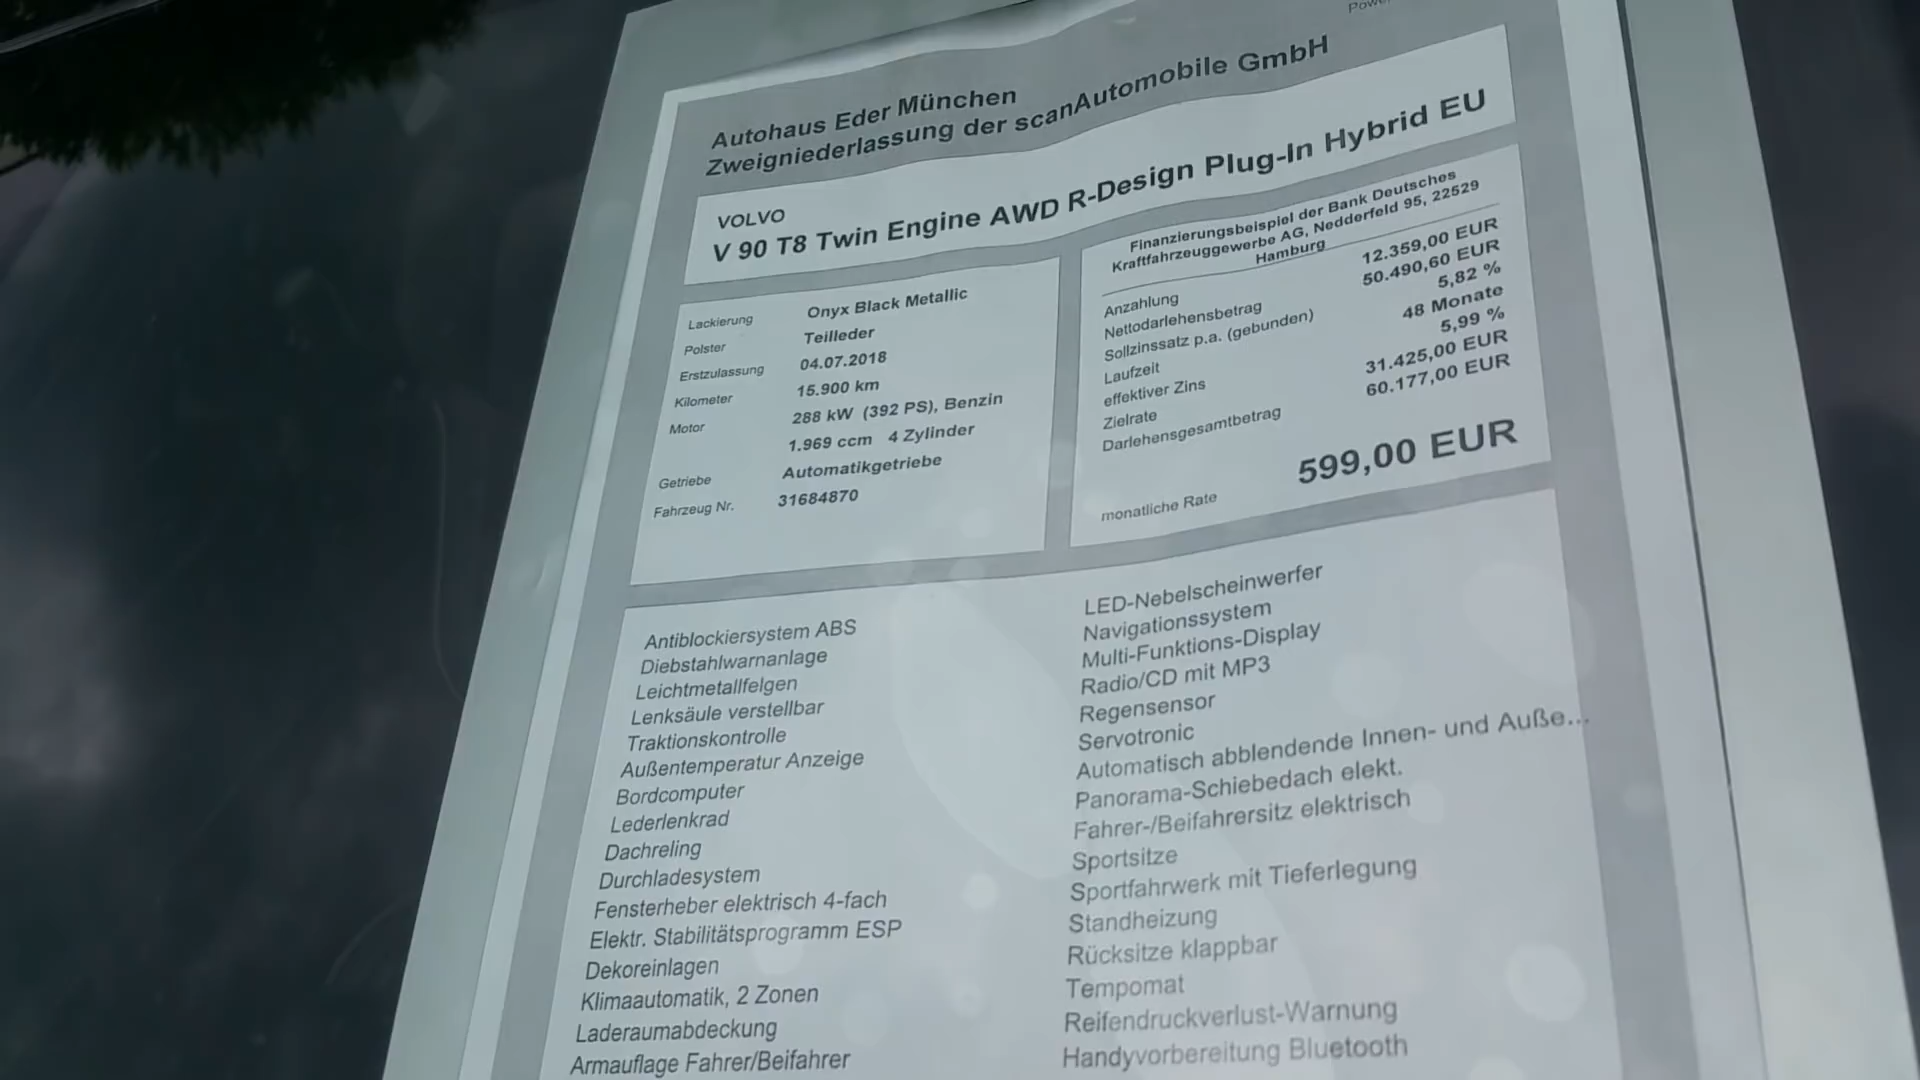 Autohaus Eder München
Zweigniederlassung der scanAutomobile GmbH
VOLVO
V 90 T8 Twin Engine AWD R-Design Plug-In Hybrid EU
Lackierung Onyx Black Metallic
Polster Teilleder
Erstzulassung 04.07.2018
Kilometer 15.900 km
Motor 288 kW (392 PS), Benzin
1.969 ccm 4 Zylinder
Getriebe Automatikgetriebe
Fahrzeug Nr. 31684870
Finanzierungsbeispiel der Bank Deutsches
Kraftfahrzeuggewerbe AG, Nedderfeld 95, 22529
Hamburg
Anzahlung 12.359,00 EUR
Nettodarlehensbetrag 50.490,60 EUR
Sollzinssatz p.a. (gebunden) 5,82 %
Laufzeit 48 Monate
effektiver Zins 5,99 %
Zielrate 31.425,00 EUR
Darlehensgesamtbetrag 60.177,00 EUR
monatliche Rate 599,00 EUR
Antiblockiersystem ABS
Diebstahlwarnanlage
Leichtmetallfelgen
Lenksäule verstellbar
Traktionskontrolle
Außentemperatur Anzeige
Bordcomputer
Lederlenkrad
Dachreling
Durchladesystem
Fensterheber elektrisch 4-fach
Elektr. Stabilitätsprogramm ESP
Dekoreinlagen
Klimaautomatik, 2 Zonen
Laderaumabdeckung
Armauflage Fahrer/Beifahrer
LED-Nebelscheinwerfer
Navigationssystem
Multi-Funktions-Display
Radio/CD mit MP3
Regensensor
Servotronic
Automatisch abblendende Innen- und Auße...
Panorama-Schiebedach elekt.
Fahrer-/Beifahrersitz elektrisch
Sportsitze
Sportfahrwerk mit Tieferlegung
Standheizung
Rücksitze klappbar
Tempomat
Reifendruckverlust-Warnung
Handyvorbereitung Bluetooth